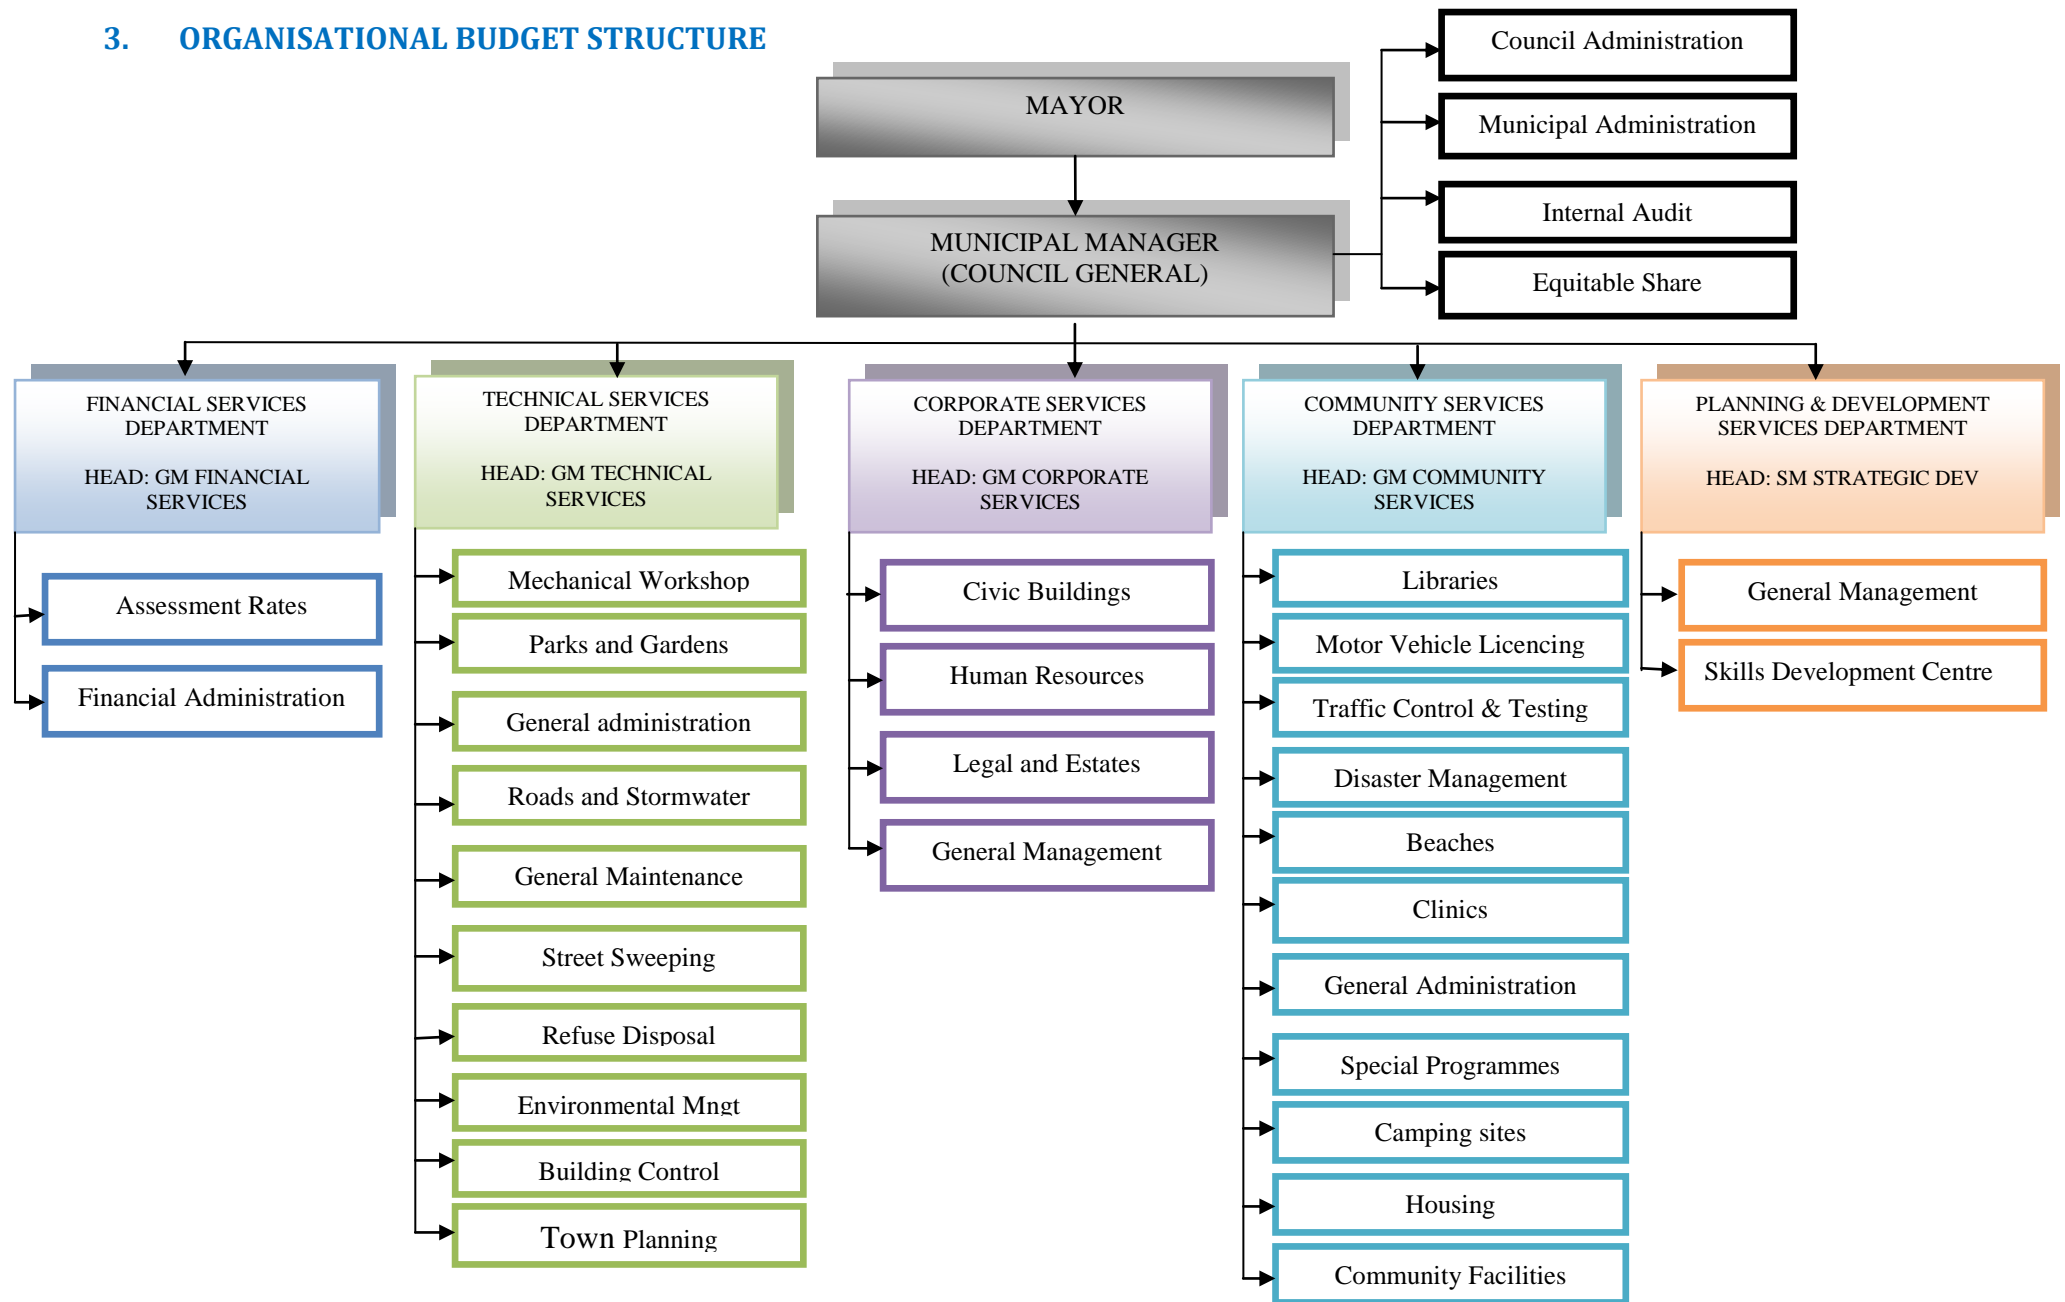 3. ORGANISATIONAL BUDGET STRUCTURE
MAYOR
MUNICIPAL MANAGER
(COUNCIL GENERAL)
Council Administration
Municipal Administration
Internal Audit
Equitable Share
FINANCIAL SERVICES
DEPARTMENT
HEAD: GM FINANCIAL
SERVICES
Assessment Rates
Financial Administration
TECHNICAL SERVICES
DEPARTMENT
HEAD: GM TECHNICAL
SERVICES
Mechanical Workshop
Parks and Gardens
General administration
Roads and Stormwater
General Maintenance
Street Sweeping
Refuse Disposal
Environmental Mngt
Building Control
Town Planning
CORPORATE SERVICES
DEPARTMENT
HEAD: GM CORPORATE
SERVICES
Civic Buildings
Human Resources
Legal and Estates
General Management
COMMUNITY SERVICES
DEPARTMENT
HEAD: GM COMMUNITY
SERVICES
Libraries
Motor Vehicle Licencing
Traffic Control & Testing
Disaster Management
Beaches
Clinics
General Administration
Special Programmes
Camping sites
Housing
Community Facilities
PLANNING & DEVELOPMENT
SERVICES DEPARTMENT
HEAD: SM STRATEGIC DEV
General Management
Skills Development Centre